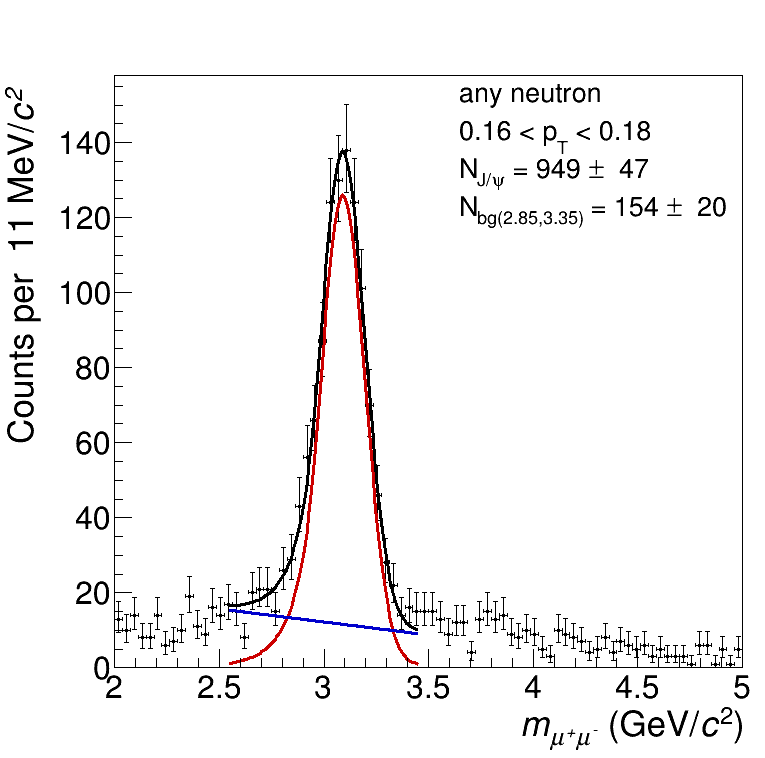 Counts per 11 MeV/c²
140
120
100
80
60
40
20
0
any neutron
0.16 < p_T < 0.18
N_J/ψ = 949 ± 47
N_bg(2.85,3.35) = 154 ± 20
2 2.5 3 3.5 4 4.5 5
m_μ⁺μ⁻ (GeV/c²)